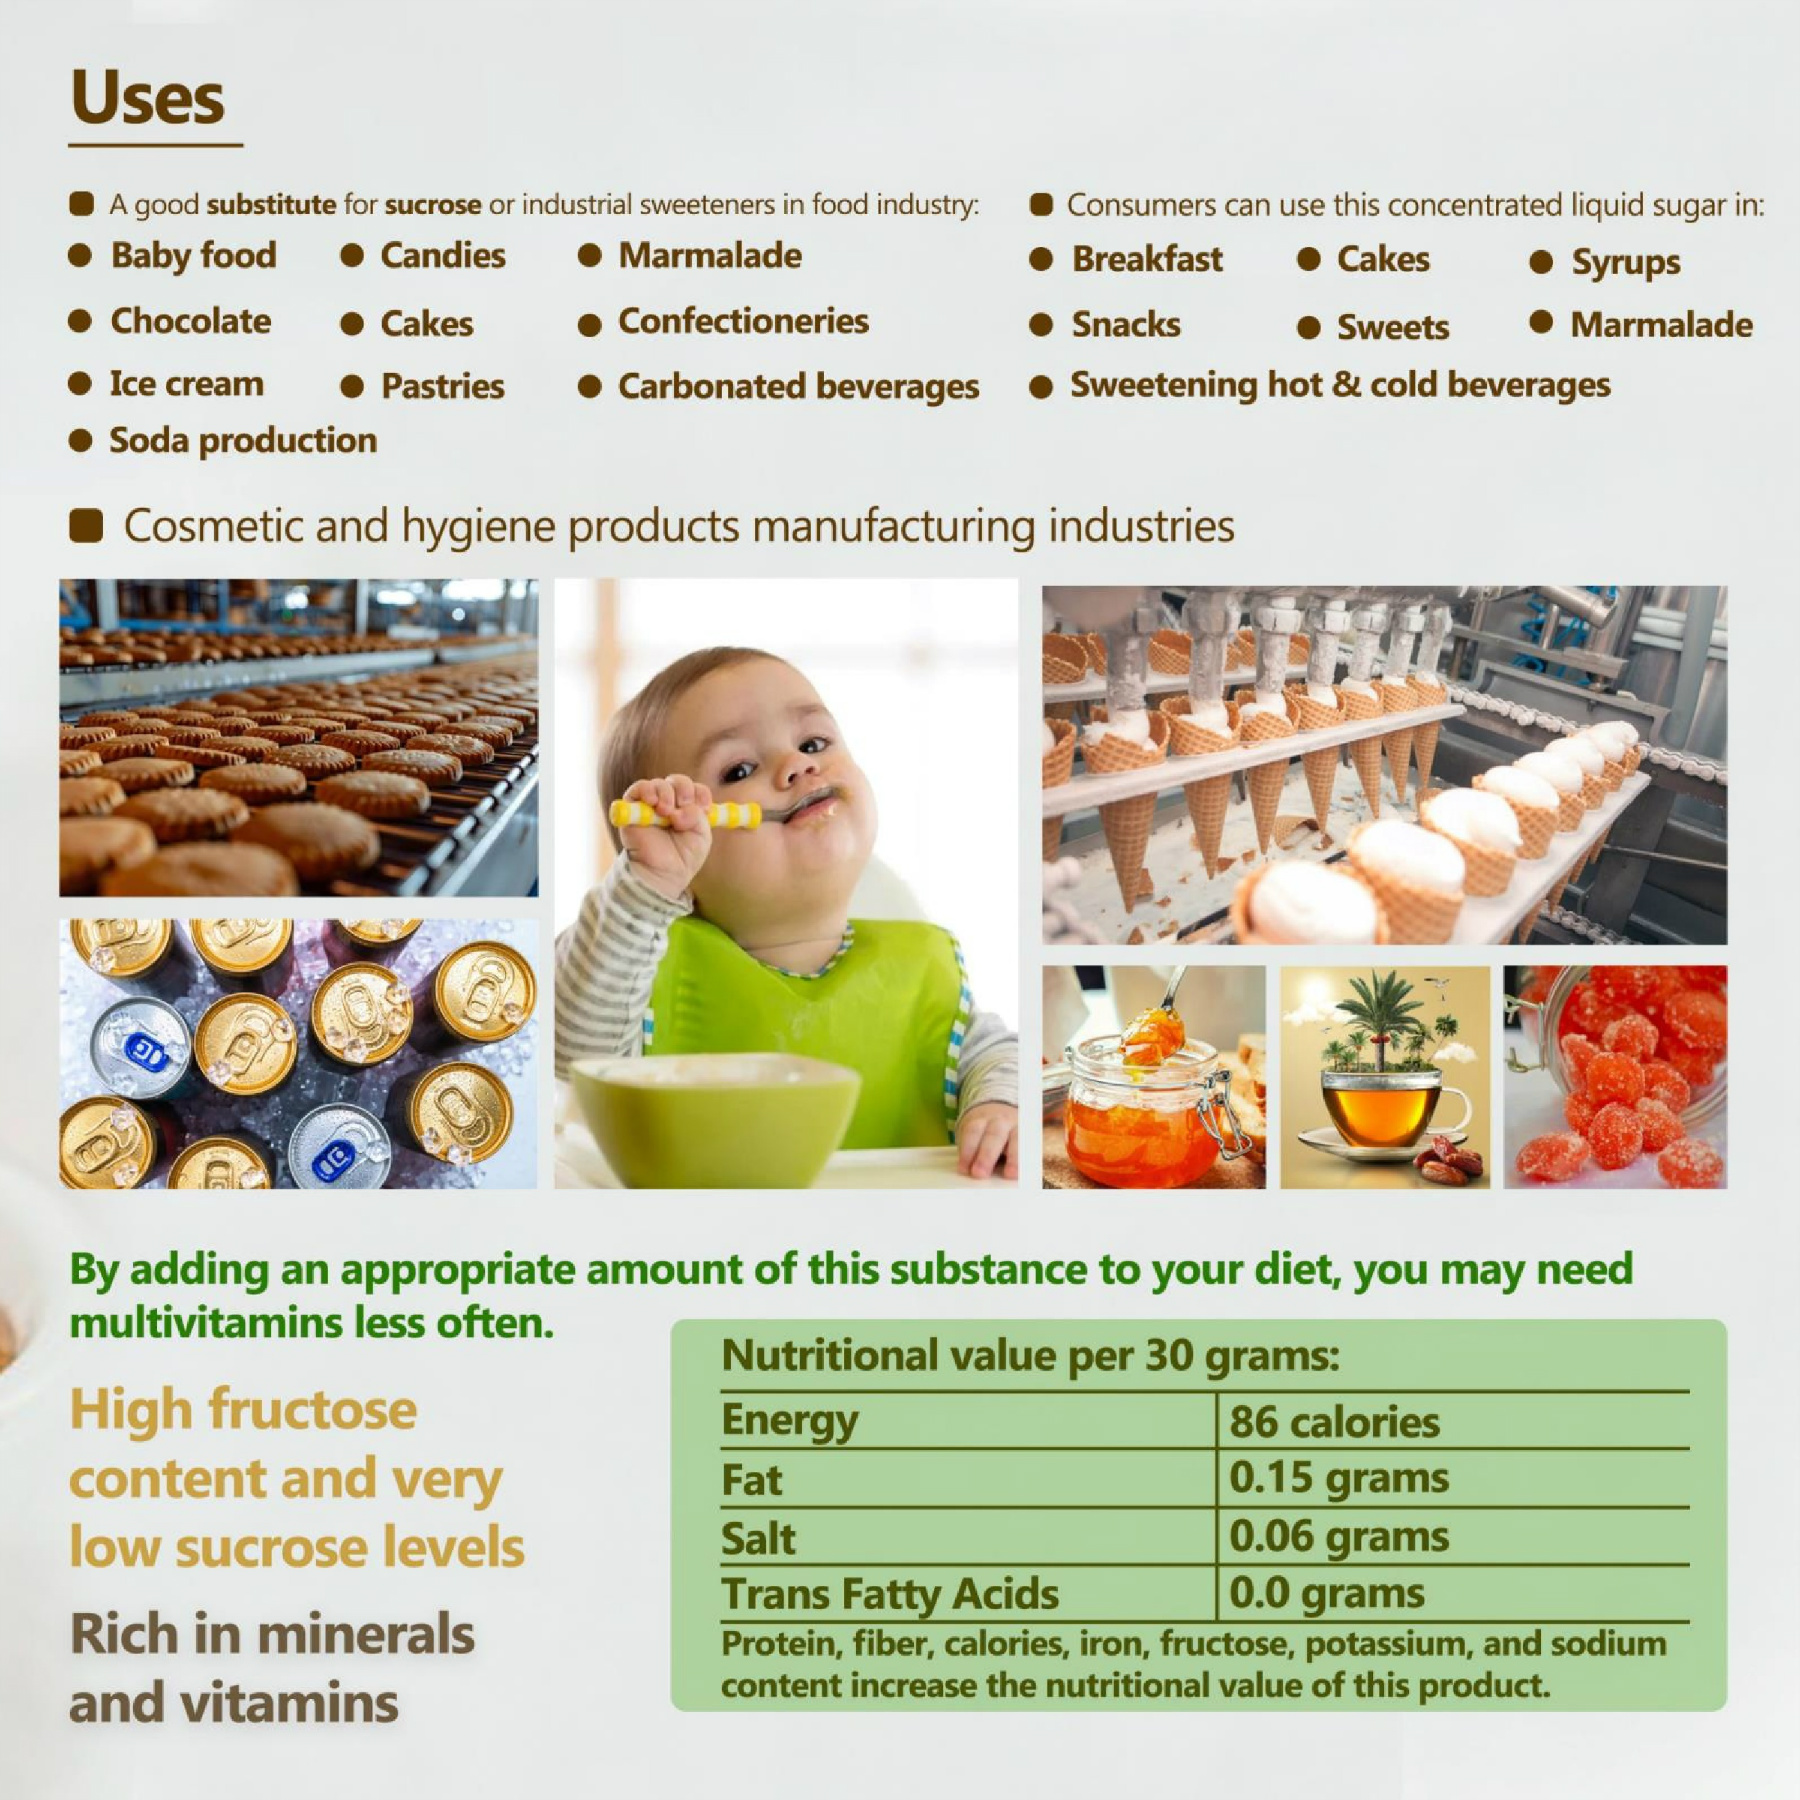 Uses
A good substitute for sucrose or industrial sweeteners in food industry:
Baby food
Candies
Marmalade
Chocolate
Cakes
Confectioneries
Ice cream
Pastries
Carbonated beverages
Soda production
Consumers can use this concentrated liquid sugar in:
Breakfast
Cakes
Syrups
Snacks
Sweets
Marmalade
Sweetening hot & cold beverages
Cosmetic and hygiene products manufacturing industries
By adding an appropriate amount of this substance to your diet, you may need
multivitamins less often.
High fructose
content and very
low sucrose levels
Rich in minerals
and vitamins
Nutritional value per 30 grams:
Energy 86 calories
Fat 0.15 grams
Salt 0.06 grams
Trans Fatty Acids 0.0 grams
Protein, fiber, calories, iron, fructose, potassium, and sodium
content increase the nutritional value of this product.